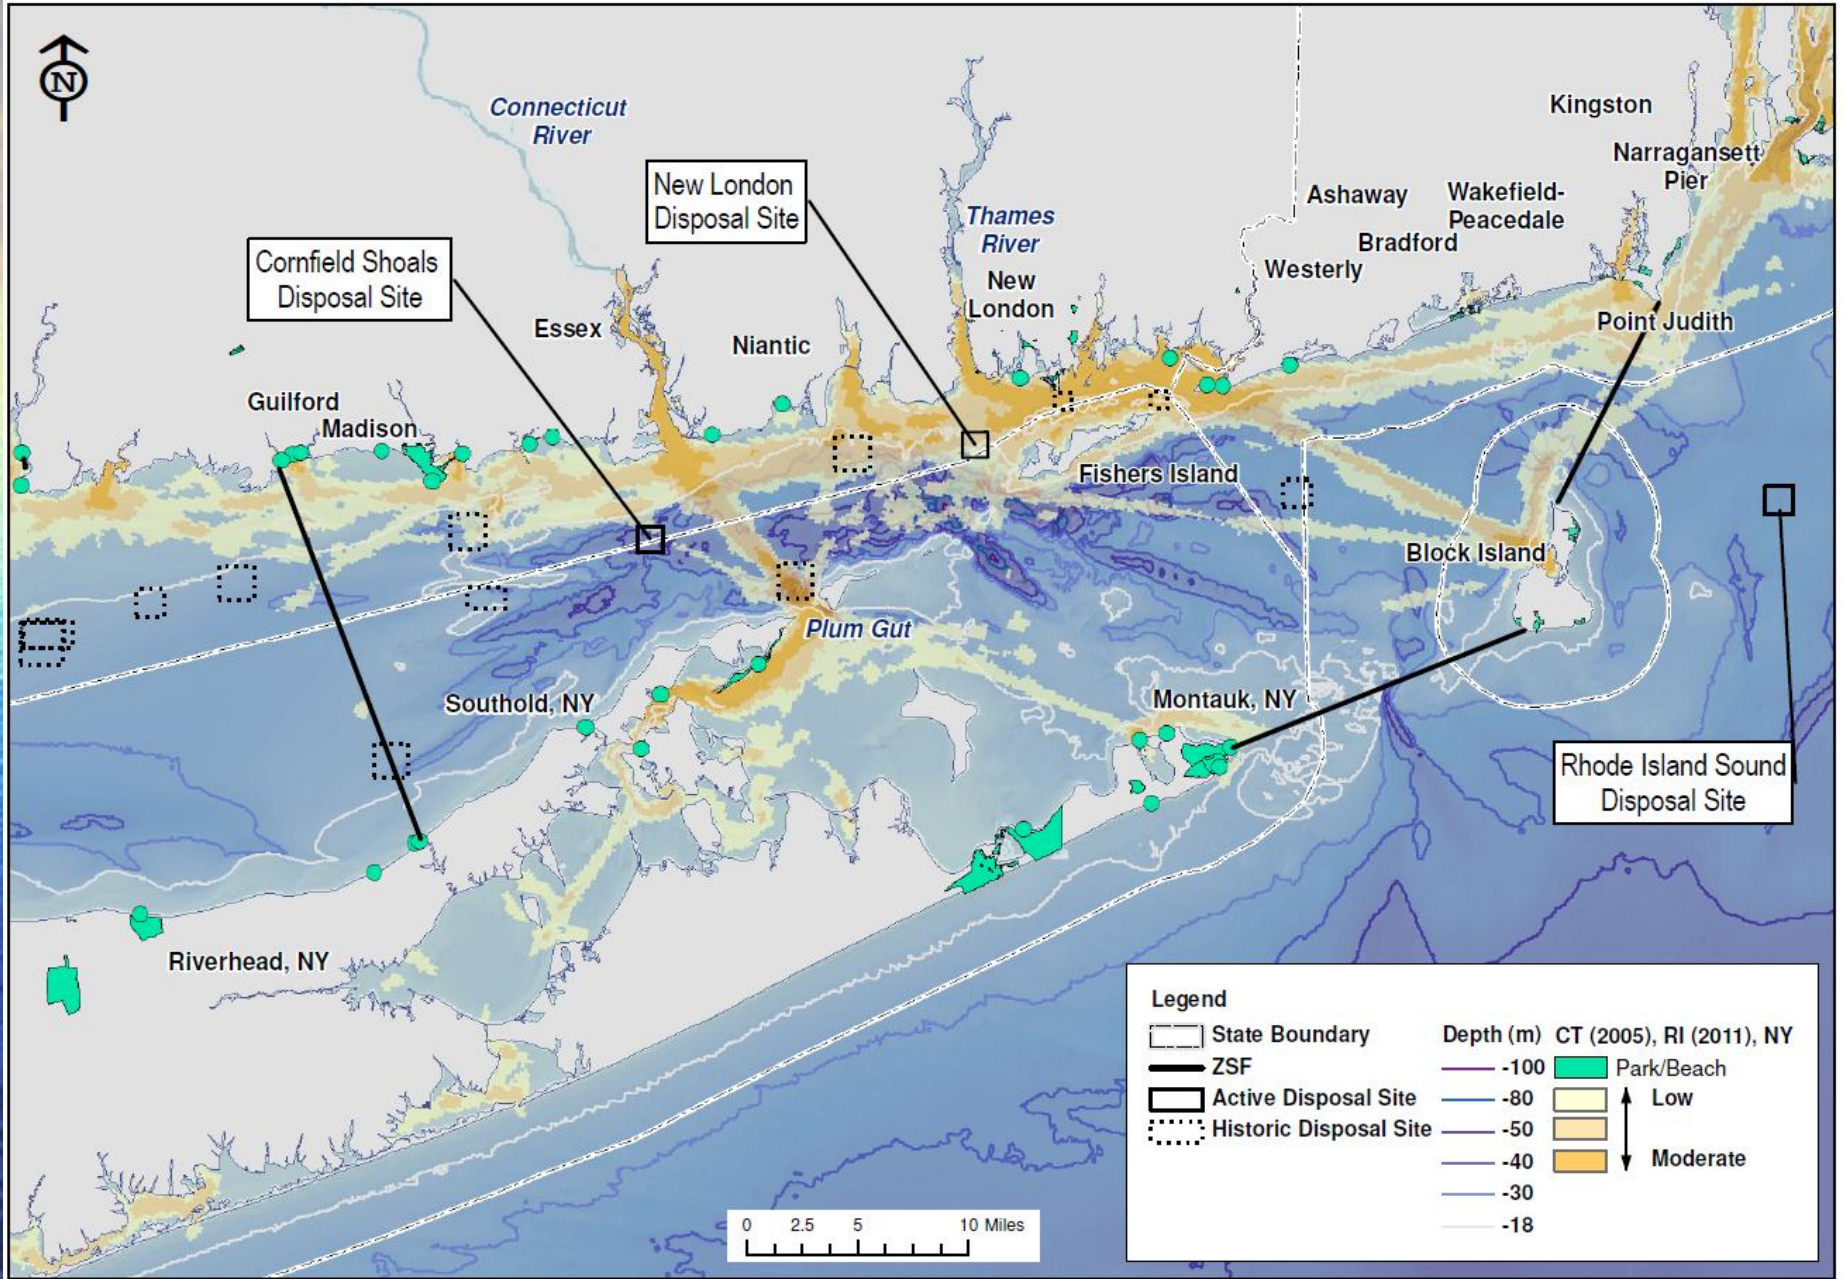 N
Connecticut
River
Kingston
Narragansett
Pier
New London
Disposal Site
Thames
River
Ashaway
Wakefield-
Peacedale
Bradford
Westerly
Cornfield Shoals
Disposal Site
New
London
Essex
Niantic
Point Judith
Guilford
Madison
Fishers Island
Block Island
Plum Gut
Southold, NY
Montauk, NY
Rhode Island Sound
Disposal Site
Riverhead, NY
Legend
State Boundary
ZSF
Active Disposal Site
Historic Disposal Site
Depth (m)
-100
-80
-50
-40
-30
-18
CT (2005), RI (2011), NY
Park/Beach
Low
Moderate
0 2.5 5 10 Miles